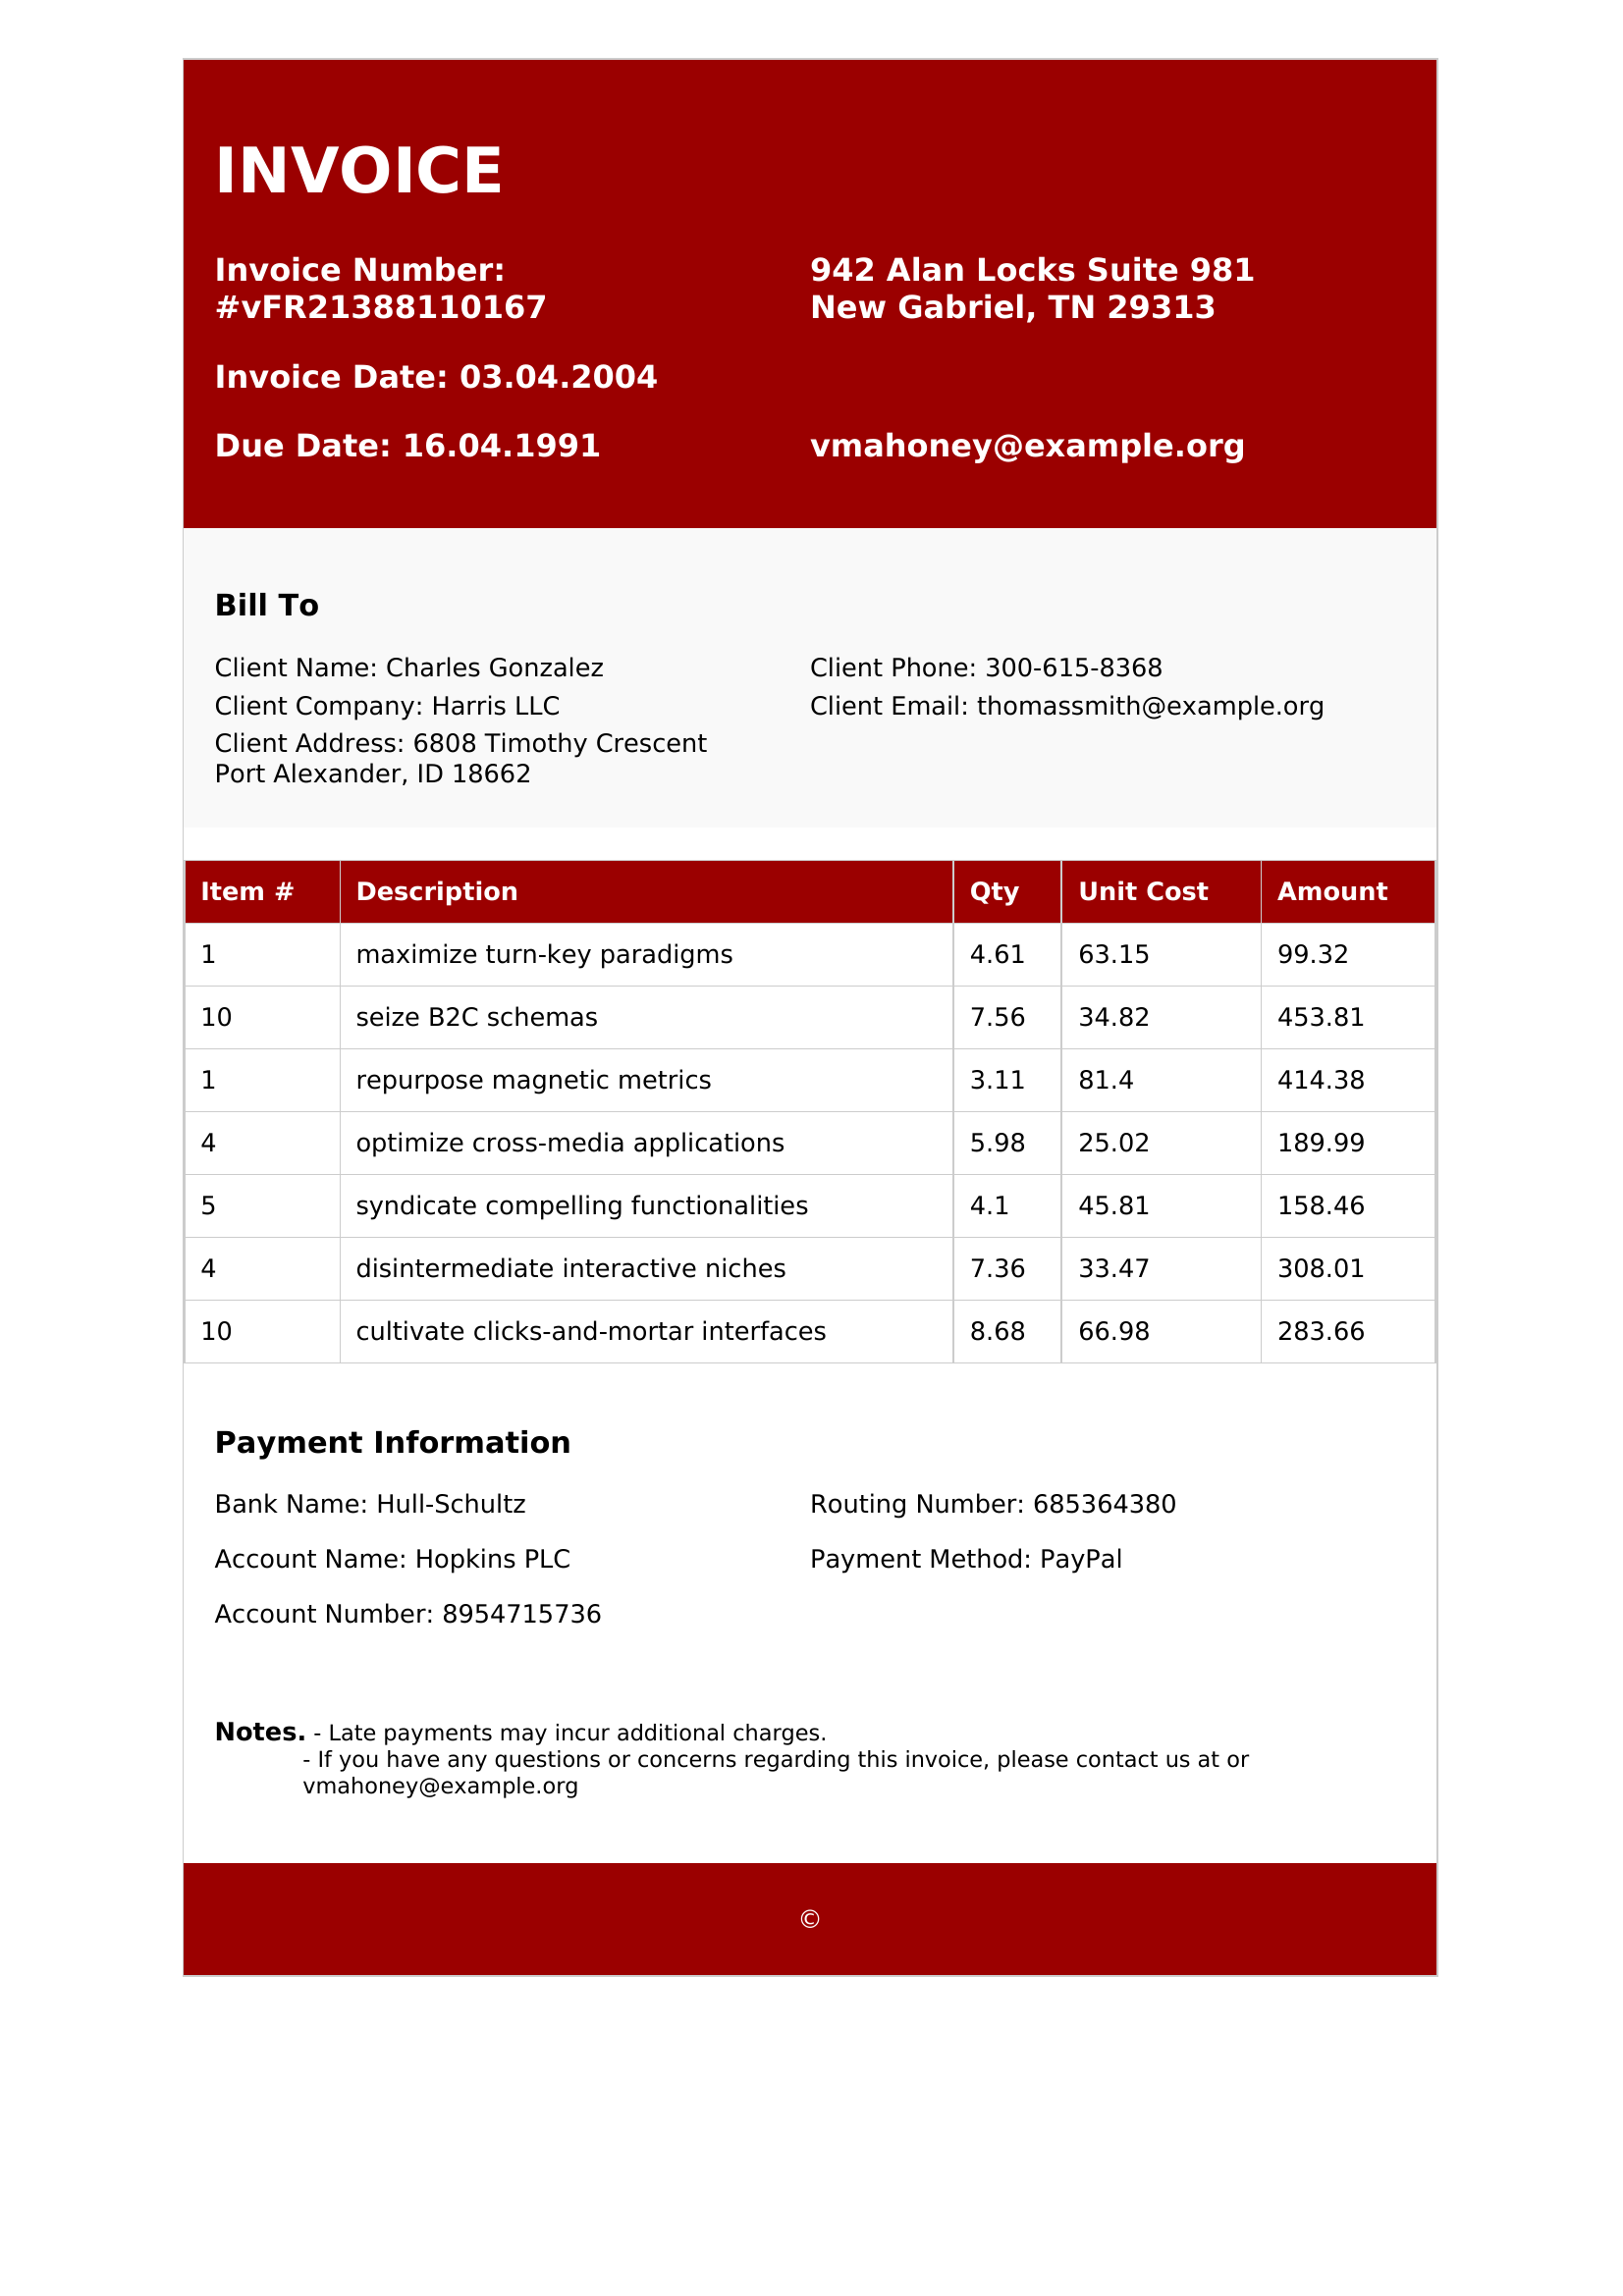 INVOICE
Invoice Number:
#vFR21388110167
942 Alan Locks Suite 981
New Gabriel, TN 29313
Invoice Date: 03.04.2004
Due Date: 16.04.1991
vmahoney@example.org
Bill To
Client Name: Charles Gonzalez
Client Phone: 300-615-8368
Client Company: Harris LLC
Client Email: thomassmith@example.org
Client Address: 6808 Timothy Crescent
Port Alexander, ID 18662
Item # Description Qty Unit Cost Amount
1 maximize turn-key paradigms 4.61 63.15 99.32
10 seize B2C schemas 7.56 34.82 453.81
1 repurpose magnetic metrics 3.11 81.4 414.38
4 optimize cross-media applications 5.98 25.02 189.99
5 syndicate compelling functionalities 4.1 45.81 158.46
4 disintermediate interactive niches 7.36 33.47 308.01
10 cultivate clicks-and-mortar interfaces 8.68 66.98 283.66
Payment Information
Bank Name: Hull-Schultz
Routing Number: 685364380
Account Name: Hopkins PLC
Payment Method: PayPal
Account Number: 8954715736
Notes. - Late payments may incur additional charges.
- If you have any questions or concerns regarding this invoice, please contact us at or
vmahoney@example.org
©